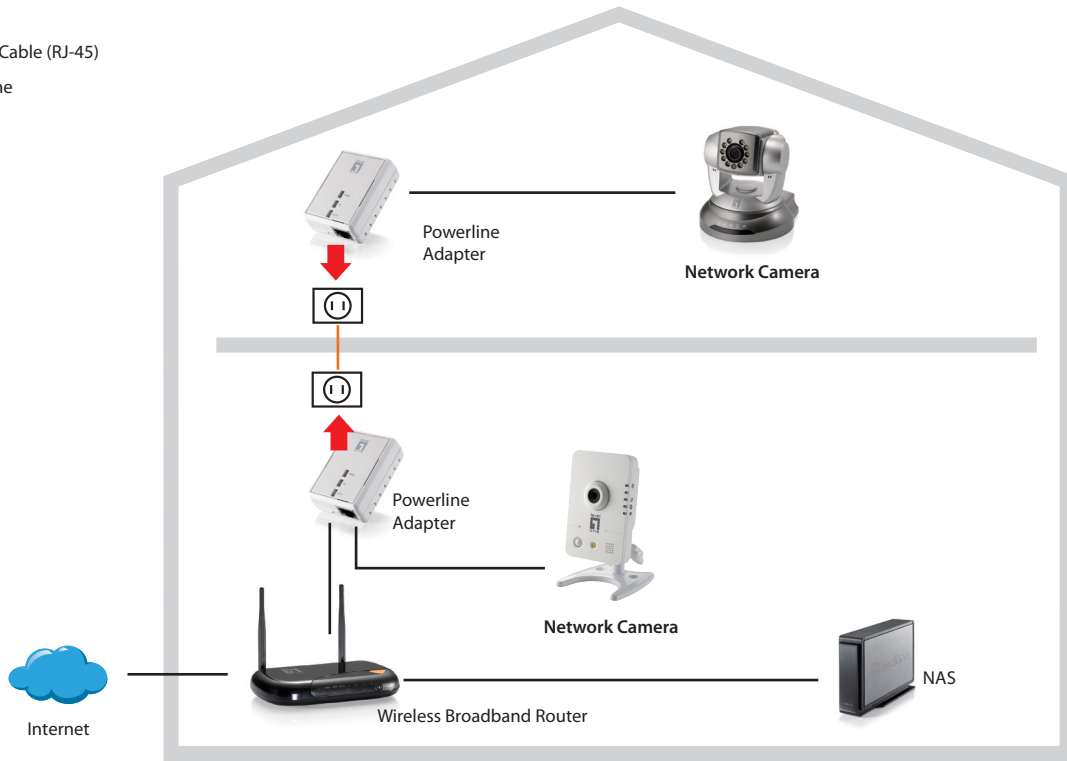 Cable (RJ-45)
ne
Powerline
Adapter
Network Camera
Powerline
Adapter
Network Camera
Internet
Wireless Broadband Router
NAS